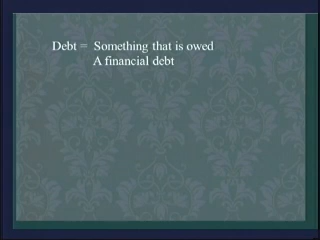 Debt = Something that is owed
A financial debt